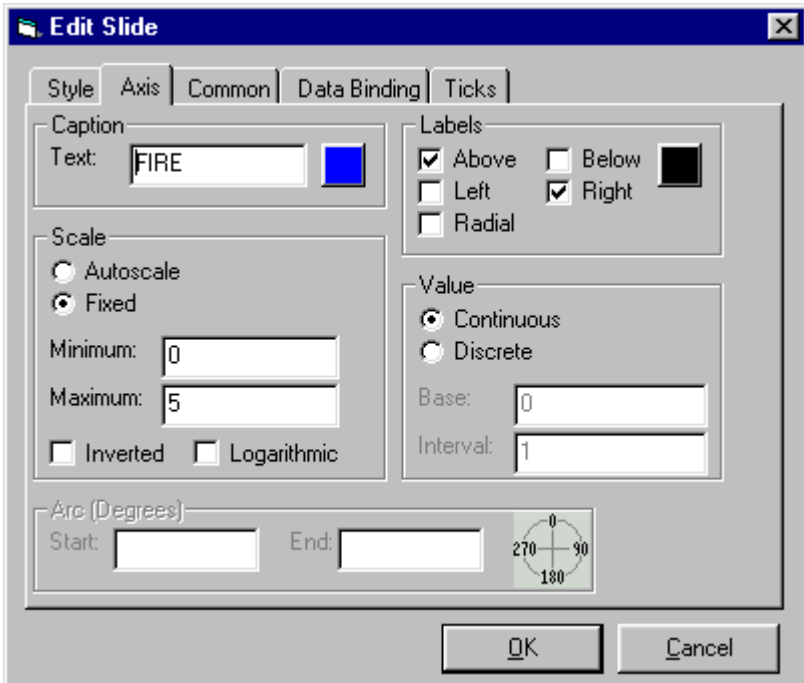 Edit Slide
Style Axis Common Data Binding Ticks
Caption
Text: FIRE
Labels
Above Below
Left Right
Radial
Scale
Autoscale
Fixed
Minimum: 0
Maximum: 5
Inverted Logarithmic
Value
Continuous
Discrete
Base: 0
Interval: 1
Arc (Degrees)
Start: End:
0
270 90
180
OK Cancel